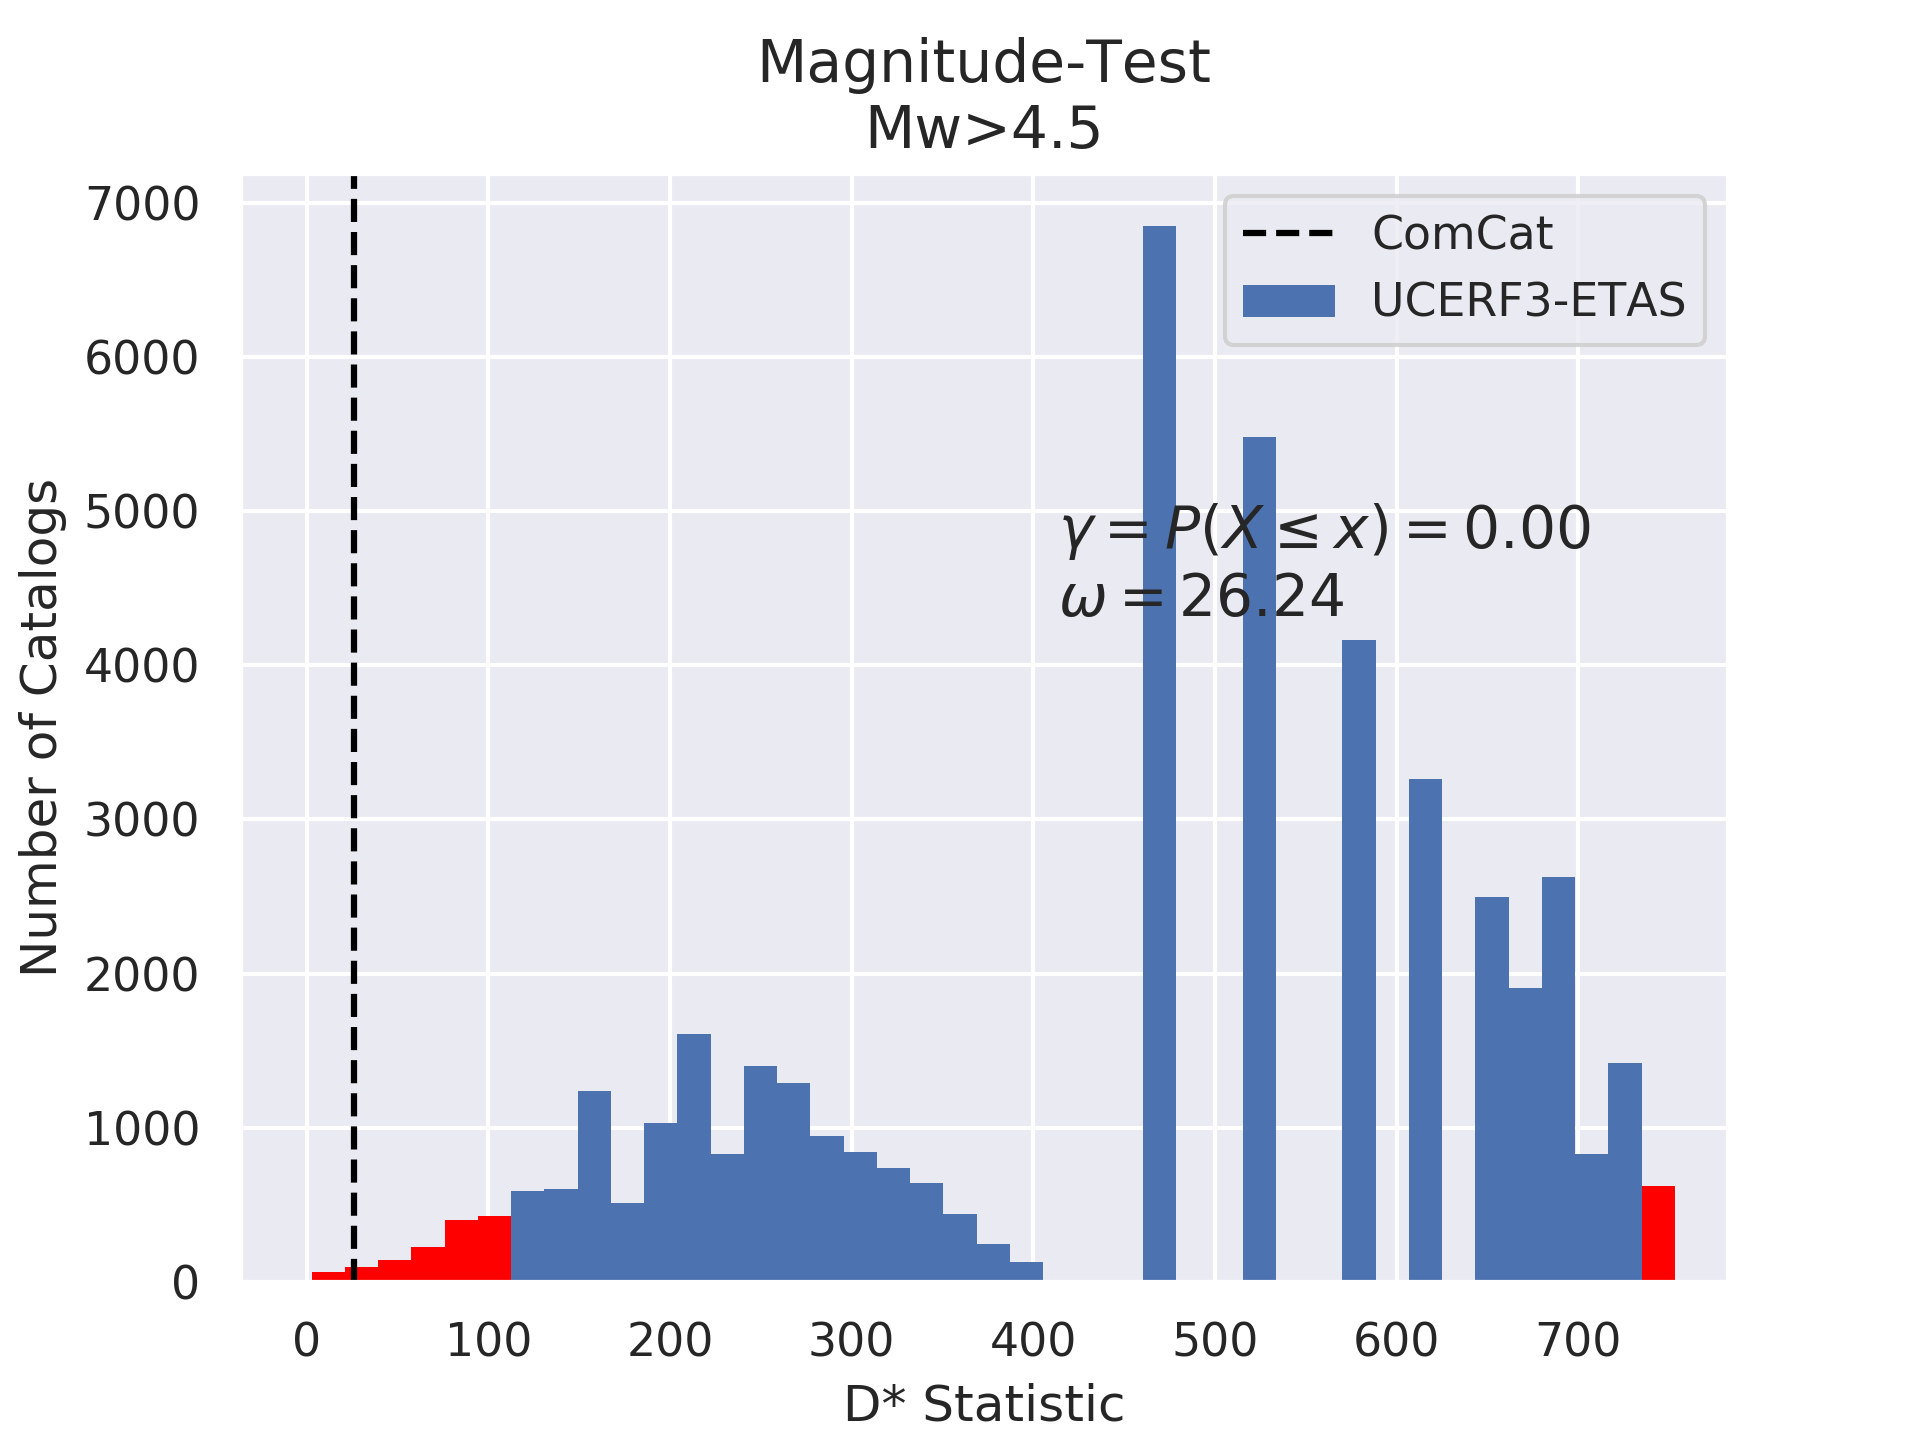 Magnitude-Test
Mw>4.5
7000
6000
5000
4000
3000
2000
1000
0
Number of Catalogs
ComCat
UCERF3-ETAS
γ = P(X ≤ x) = 0.00
ω = 26.24
0 100 200 300 400 500 600 700
D* Statistic